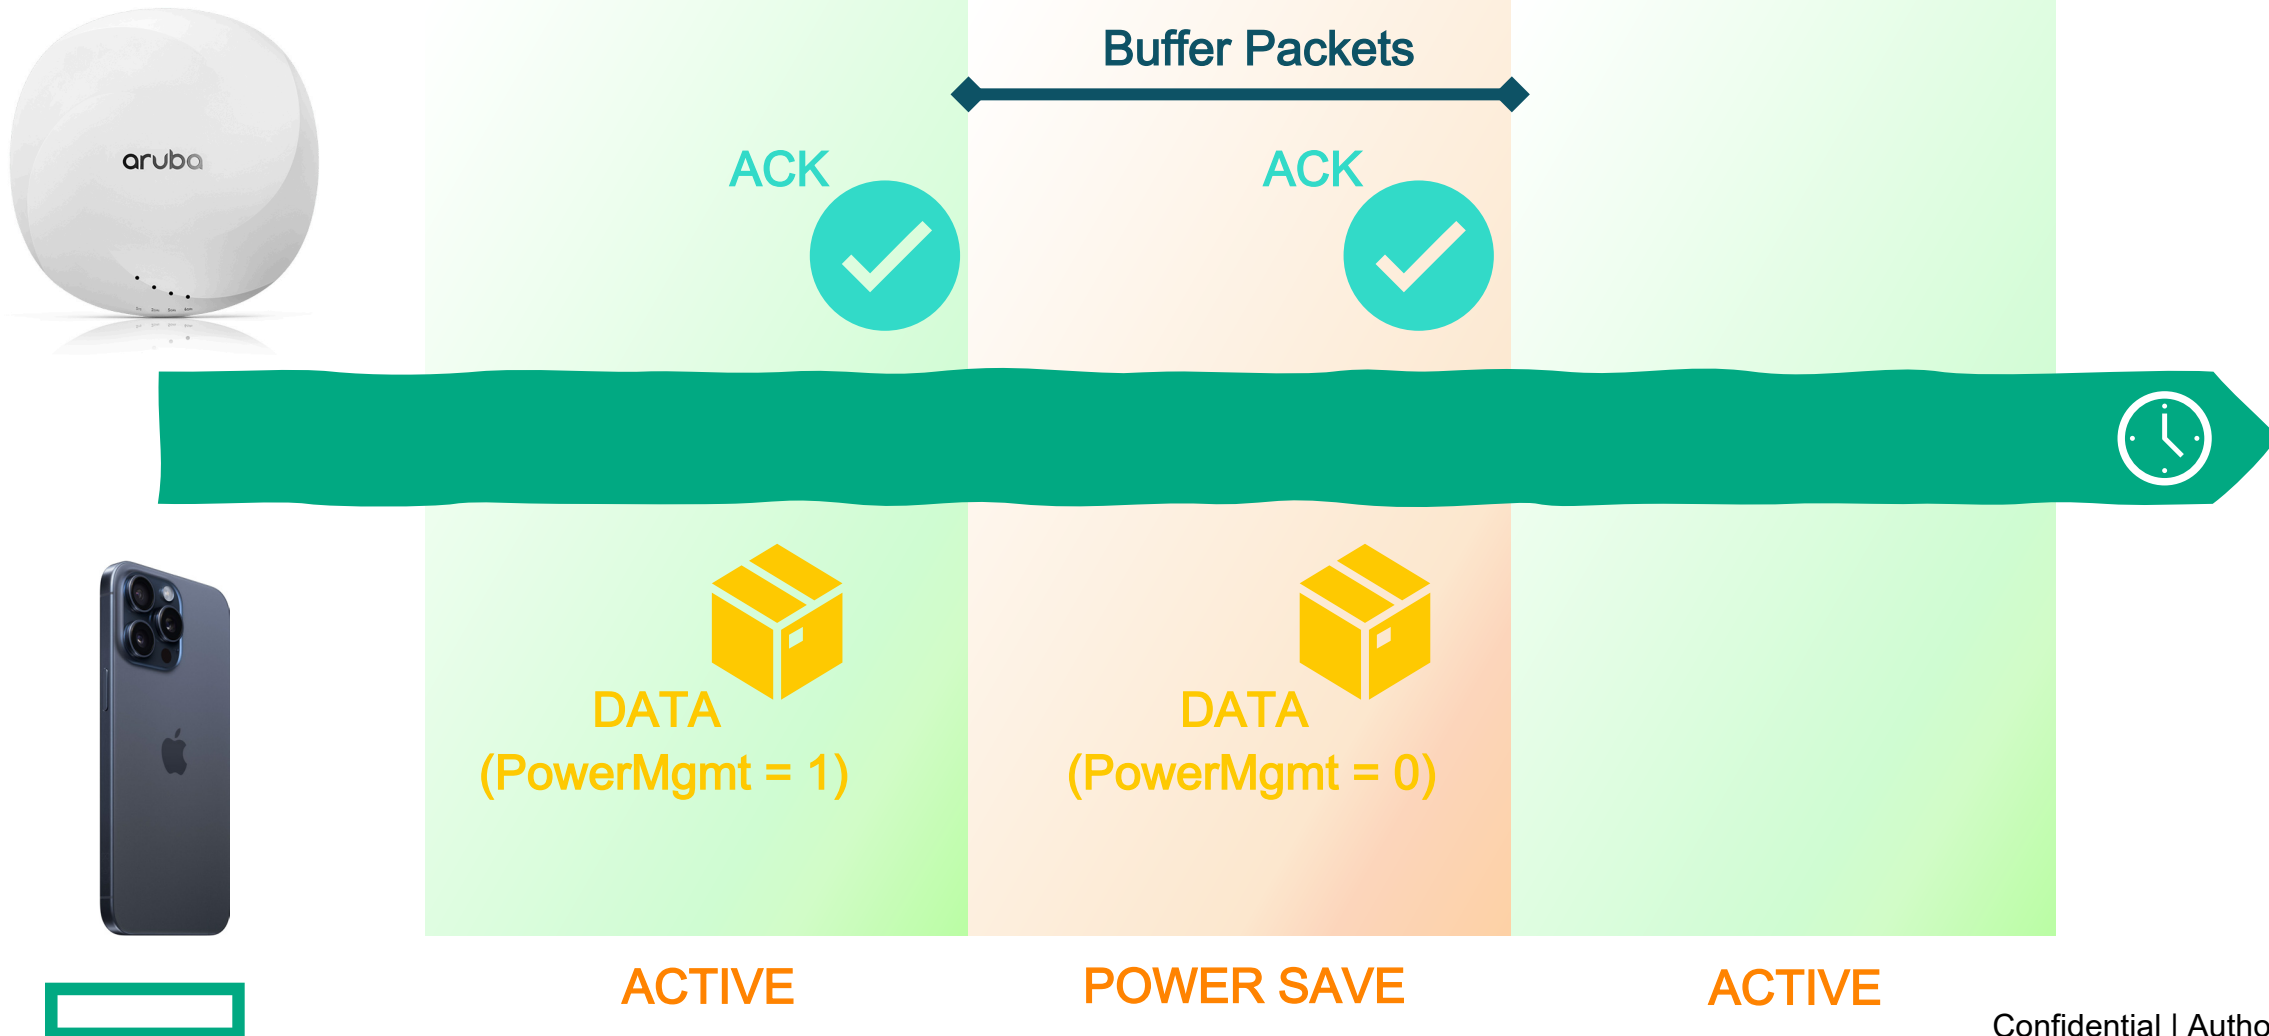 Buffer Packets
aruba
ACK
ACK
DATA
(PowerMgmt = 1)
DATA
(PowerMgmt = 0)
ACTIVE
POWER SAVE
ACTIVE
Confidential | Autho